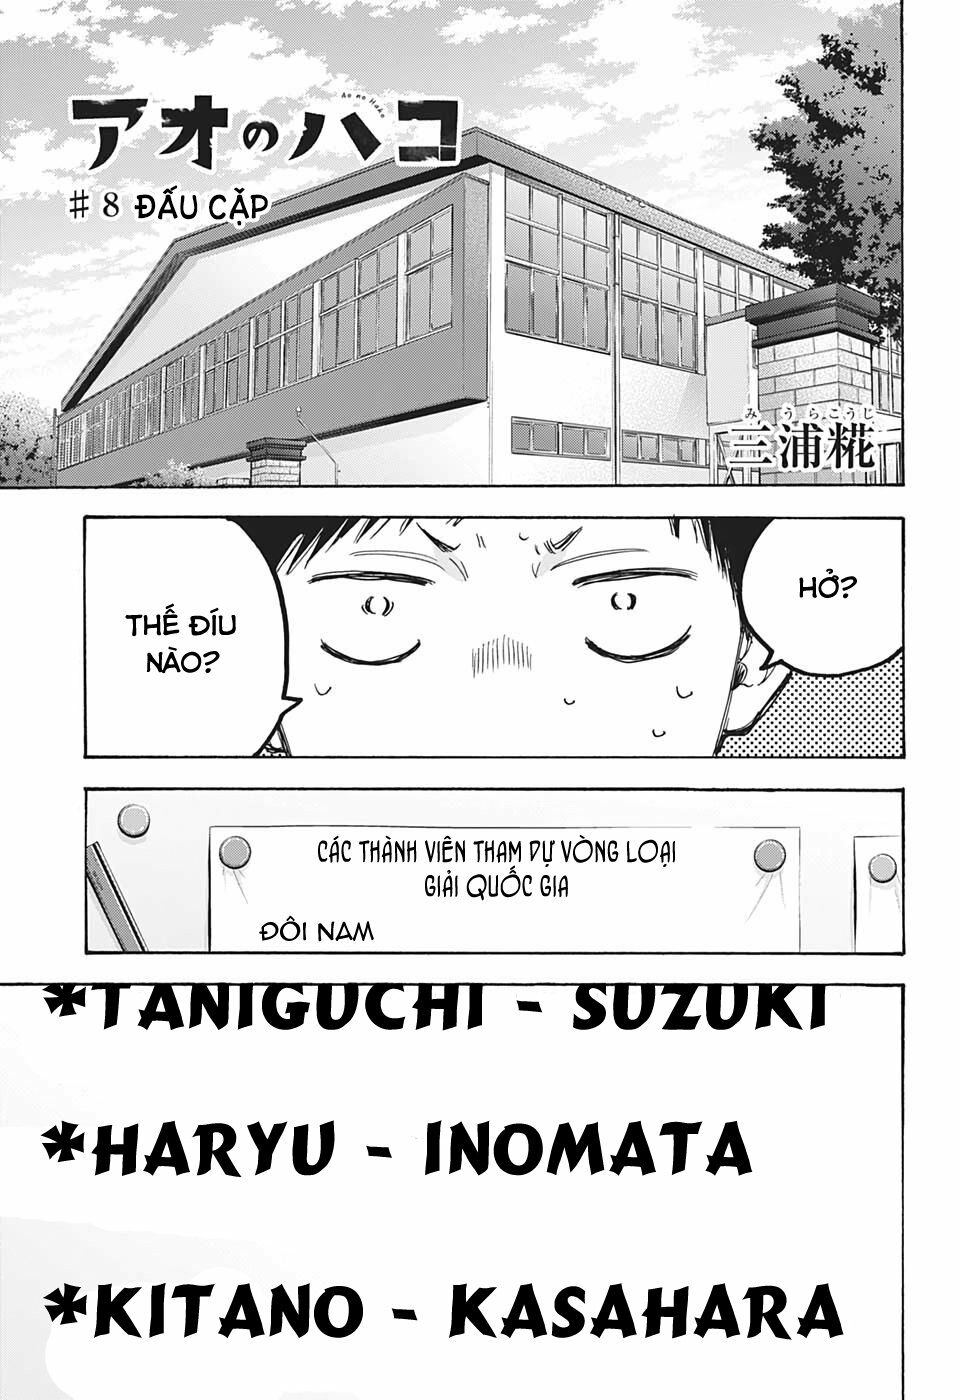 アオのハコ
Ao no Hako
#8 ĐẤU CẶP
みうらこうじ
三浦糀
HỞ?
THẾ ĐÍU
NÀO?
CÁC THÀNH VIÊN THAM DỰ VÒNG LOẠI
GIẢI QUỐC GIA
ĐÔI NAM
*TANIGUCHI - SUZUKI
*HARYU - INOMATA
*KITANO - KASAHARA